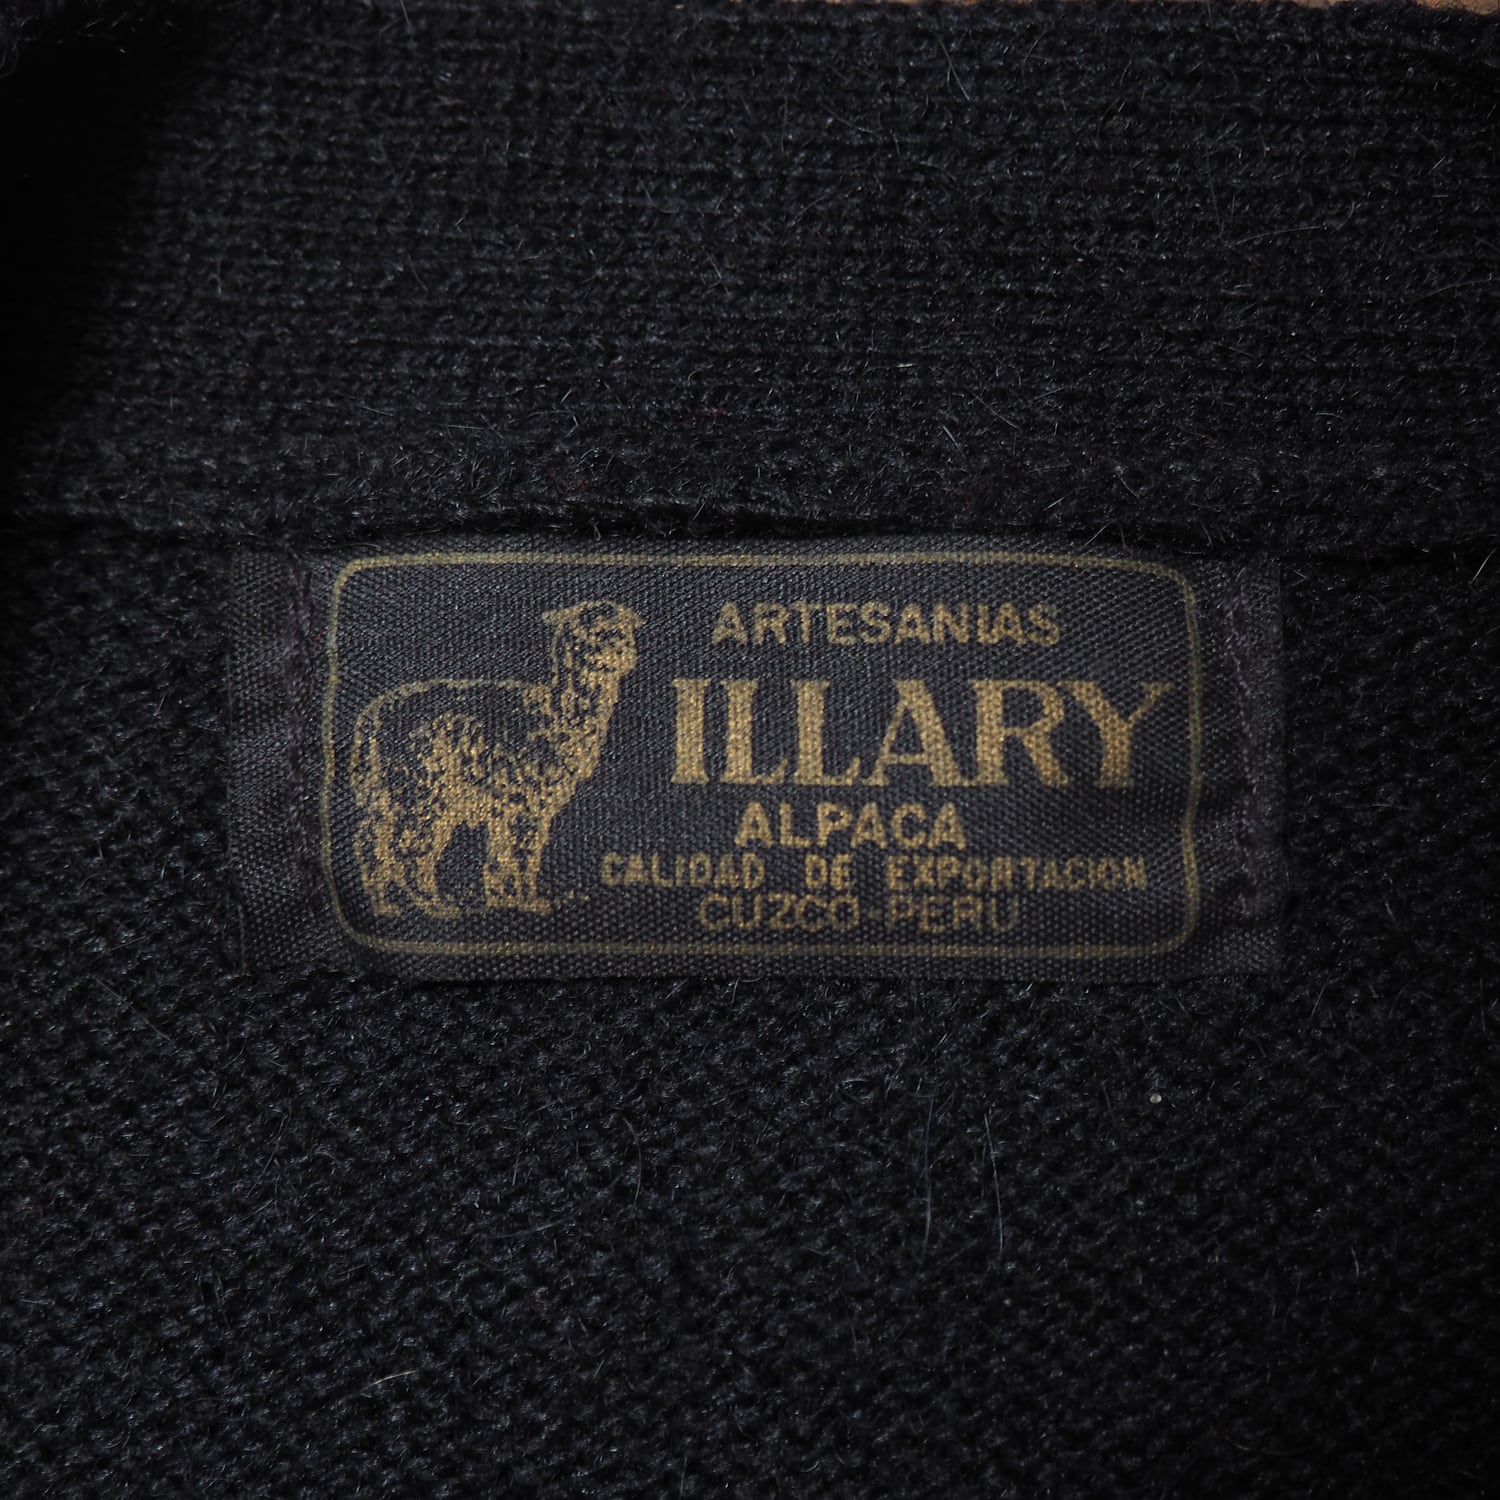 ARTESANIAS
ILLARY
ALPACA
CALIDAD DE EXPORTACION
CUZCO-PERU